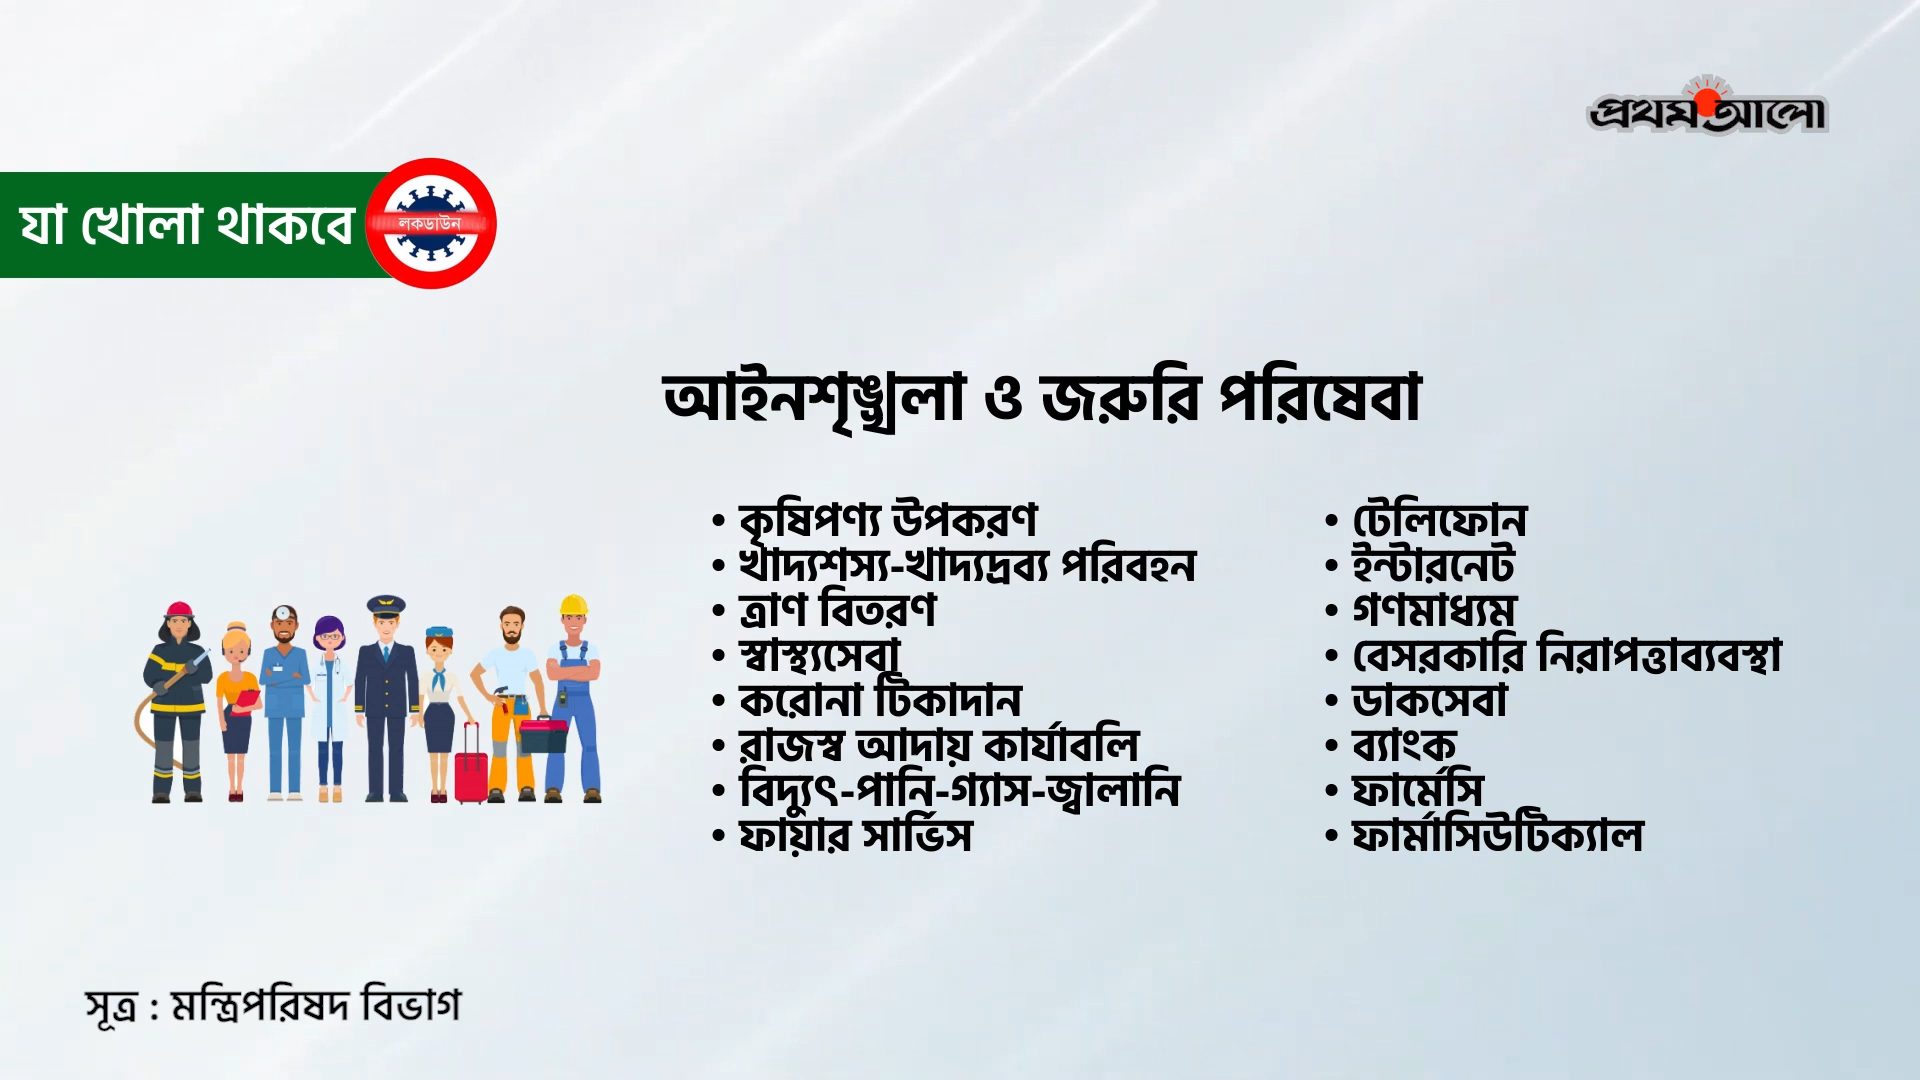 প্রথম আলো
যা খোলা থাকবে
লকডাউন
আইনশৃঙ্খলা ও জরুরি পরিষেবা
• কৃষিপণ্য উপকরণ
• খাদ্যশস্য-খাদ্যদ্রব্য পরিবহন
• ত্রাণ বিতরণ
• স্বাস্থ্যসেবা
• করোনা টিকাদান
• রাজস্ব আদায় কার্যাবলি
• বিদ্যুৎ-পানি-গ্যাস-জ্বালানি
• ফায়ার সার্ভিস
• টেলিফোন
• ইন্টারনেট
• গণমাধ্যম
• বেসরকারি নিরাপত্তাব্যবস্থা
• ডাকসেবা
• ব্যাংক
• ফার্মেসি
• ফার্মাসিউটিক্যাল
সূত্র : মন্ত্রিপরিষদ বিভাগ